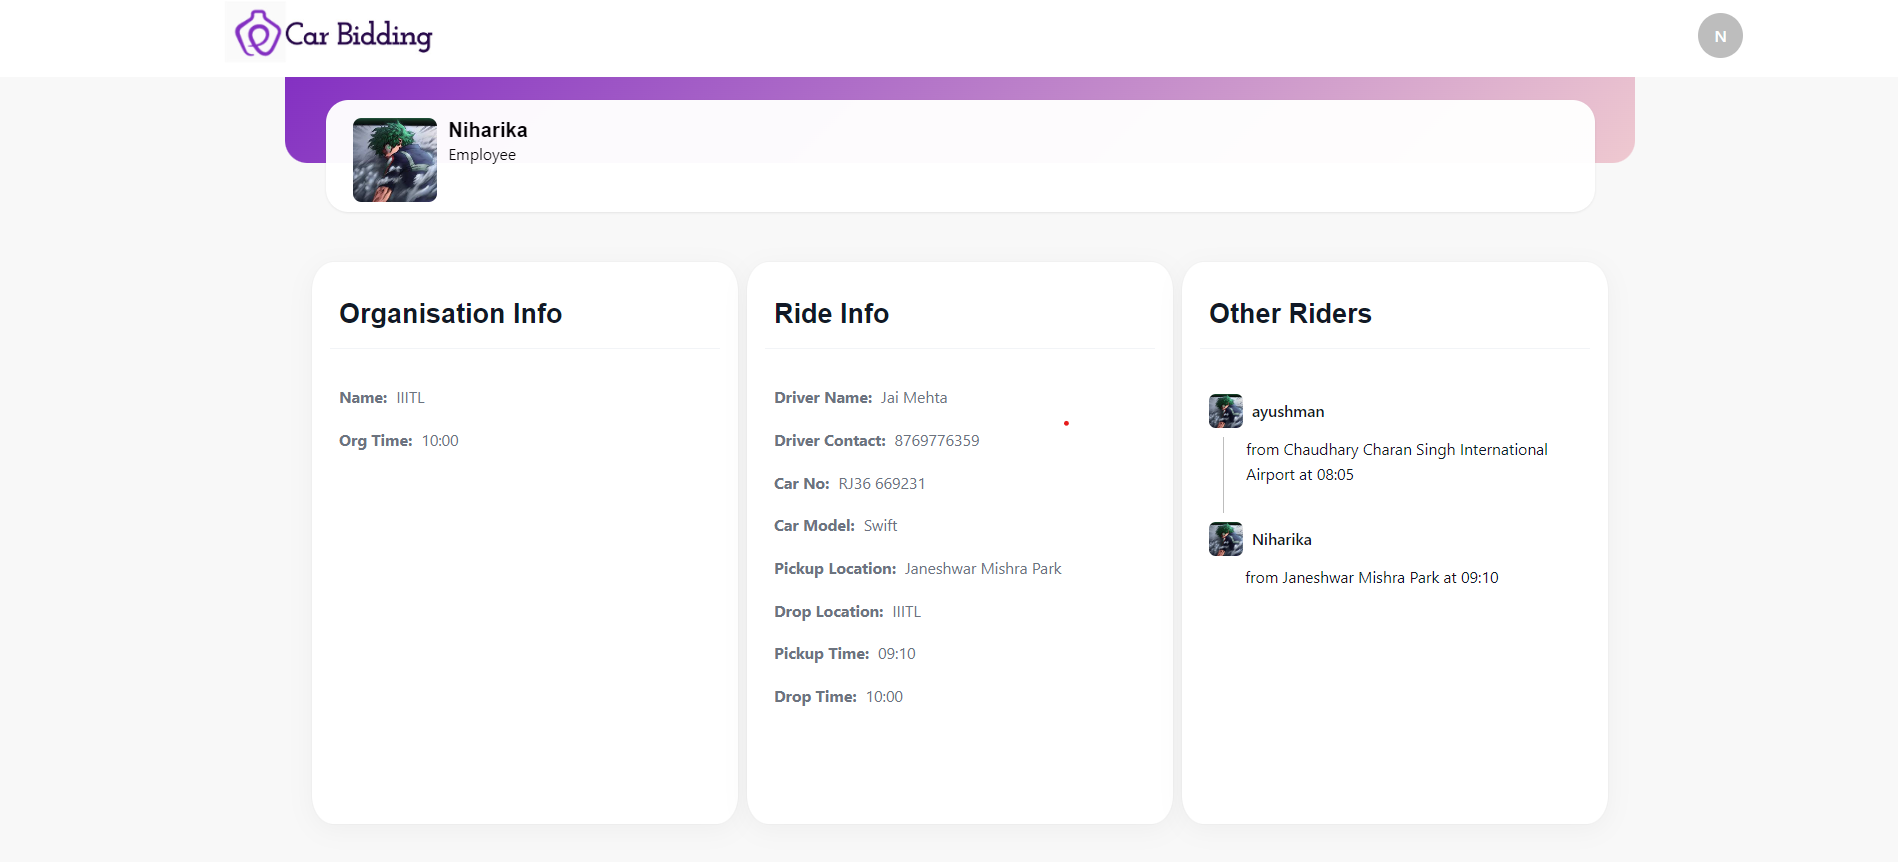 Car Bidding
N
Niharika
Employee
Organisation Info
Name: IIITL
Org Time: 10:00
Ride Info
Driver Name: Jai Mehta
Driver Contact: 8769776359
Car No: RJ36 669231
Car Model: Swift
Pickup Location: Janeshwar Mishra Park
Drop Location: IIITL
Pickup Time: 09:10
Drop Time: 10:00
Other Riders
ayushman
from Chaudhary Charan Singh International
Airport at 08:05
Niharika
from Janeshwar Mishra Park at 09:10